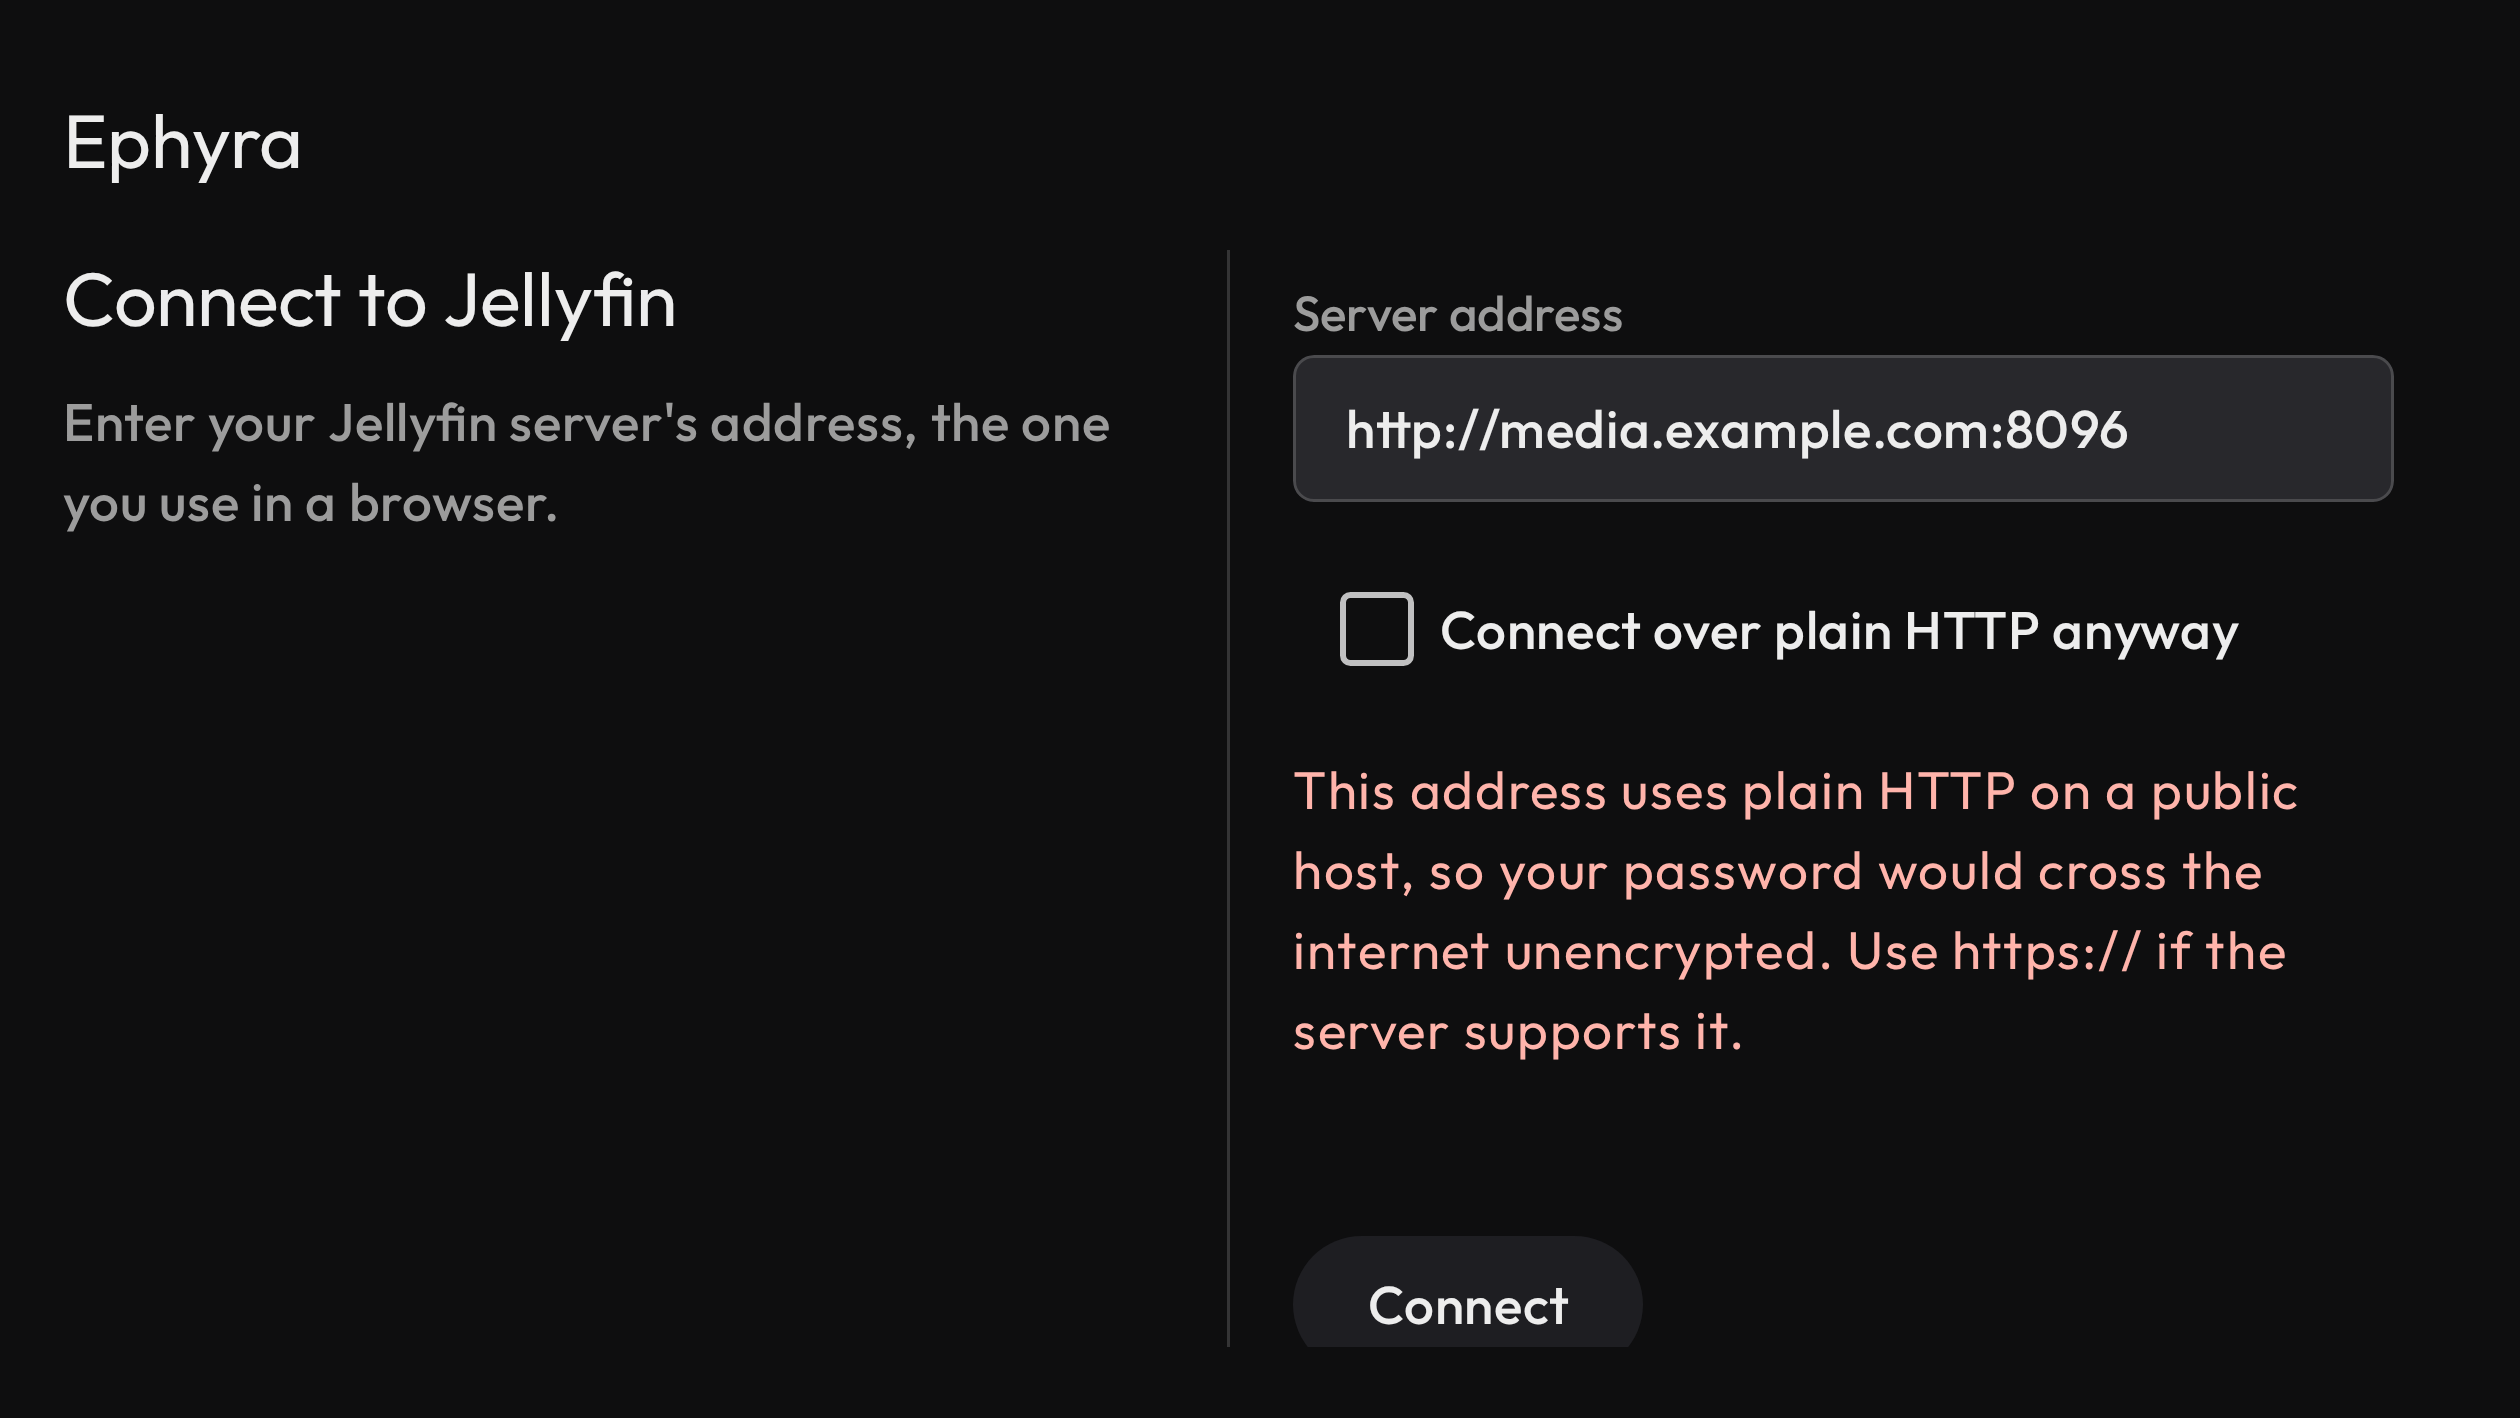 Ephyra
Connect to Jellyfin
Enter your Jellyfin server's address, the one
you use in a browser.
Server address
http://media.example.com:8096
Connect over plain HTTP anyway
This address uses plain HTTP on a public
host, so your password would cross the
internet unencrypted. Use https:// if the
server supports it.
Connect